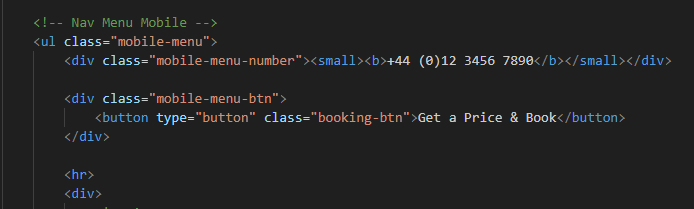 <!-- Nav Menu Mobile -->
<ul class="mobile-menu">
<div class="mobile-menu-number"><small><b>+44 (0)12 3456 7890</b></small></div>
<div class="mobile-menu-btn">
<button type="button" class="booking-btn">Get a Price & Book</button>
</div>
<hr>
<div>